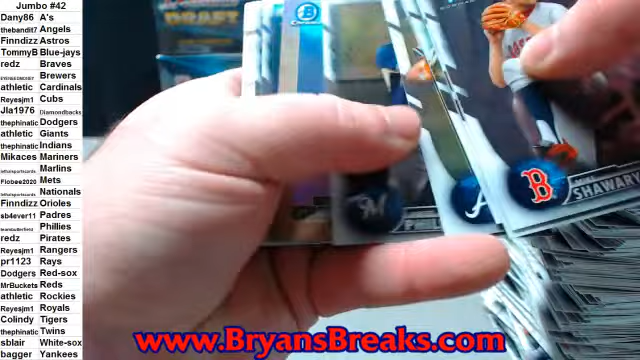 Jumbo #42
Dany86 A's
thebandit7 Angels
Finndizz Astros
TommyB Blue-jays
redz Braves
Brewers
athletic Cardinals
Reyesjm1 Cubs
Jla1976 Diamondbacks
thephinatic Dodgers
athletic Giants
thephinatic Indians
Mikaces Mariners
Marlins
Flobee2020 Mets
Nationals
Finndizz Orioles
sb4ever11 Padres
Phillies
redz Pirates
Reyesjm1 Rangers
pr1123 Rays
Dodgers Red-sox
MrBuckets Reds
athletic Rockies
Reyesjm1 Royals
Colindy Tigers
thephinatic Twins
sblair White-sox
bagger Yankees
B
SHAWARY
www.BryansBreaks.com